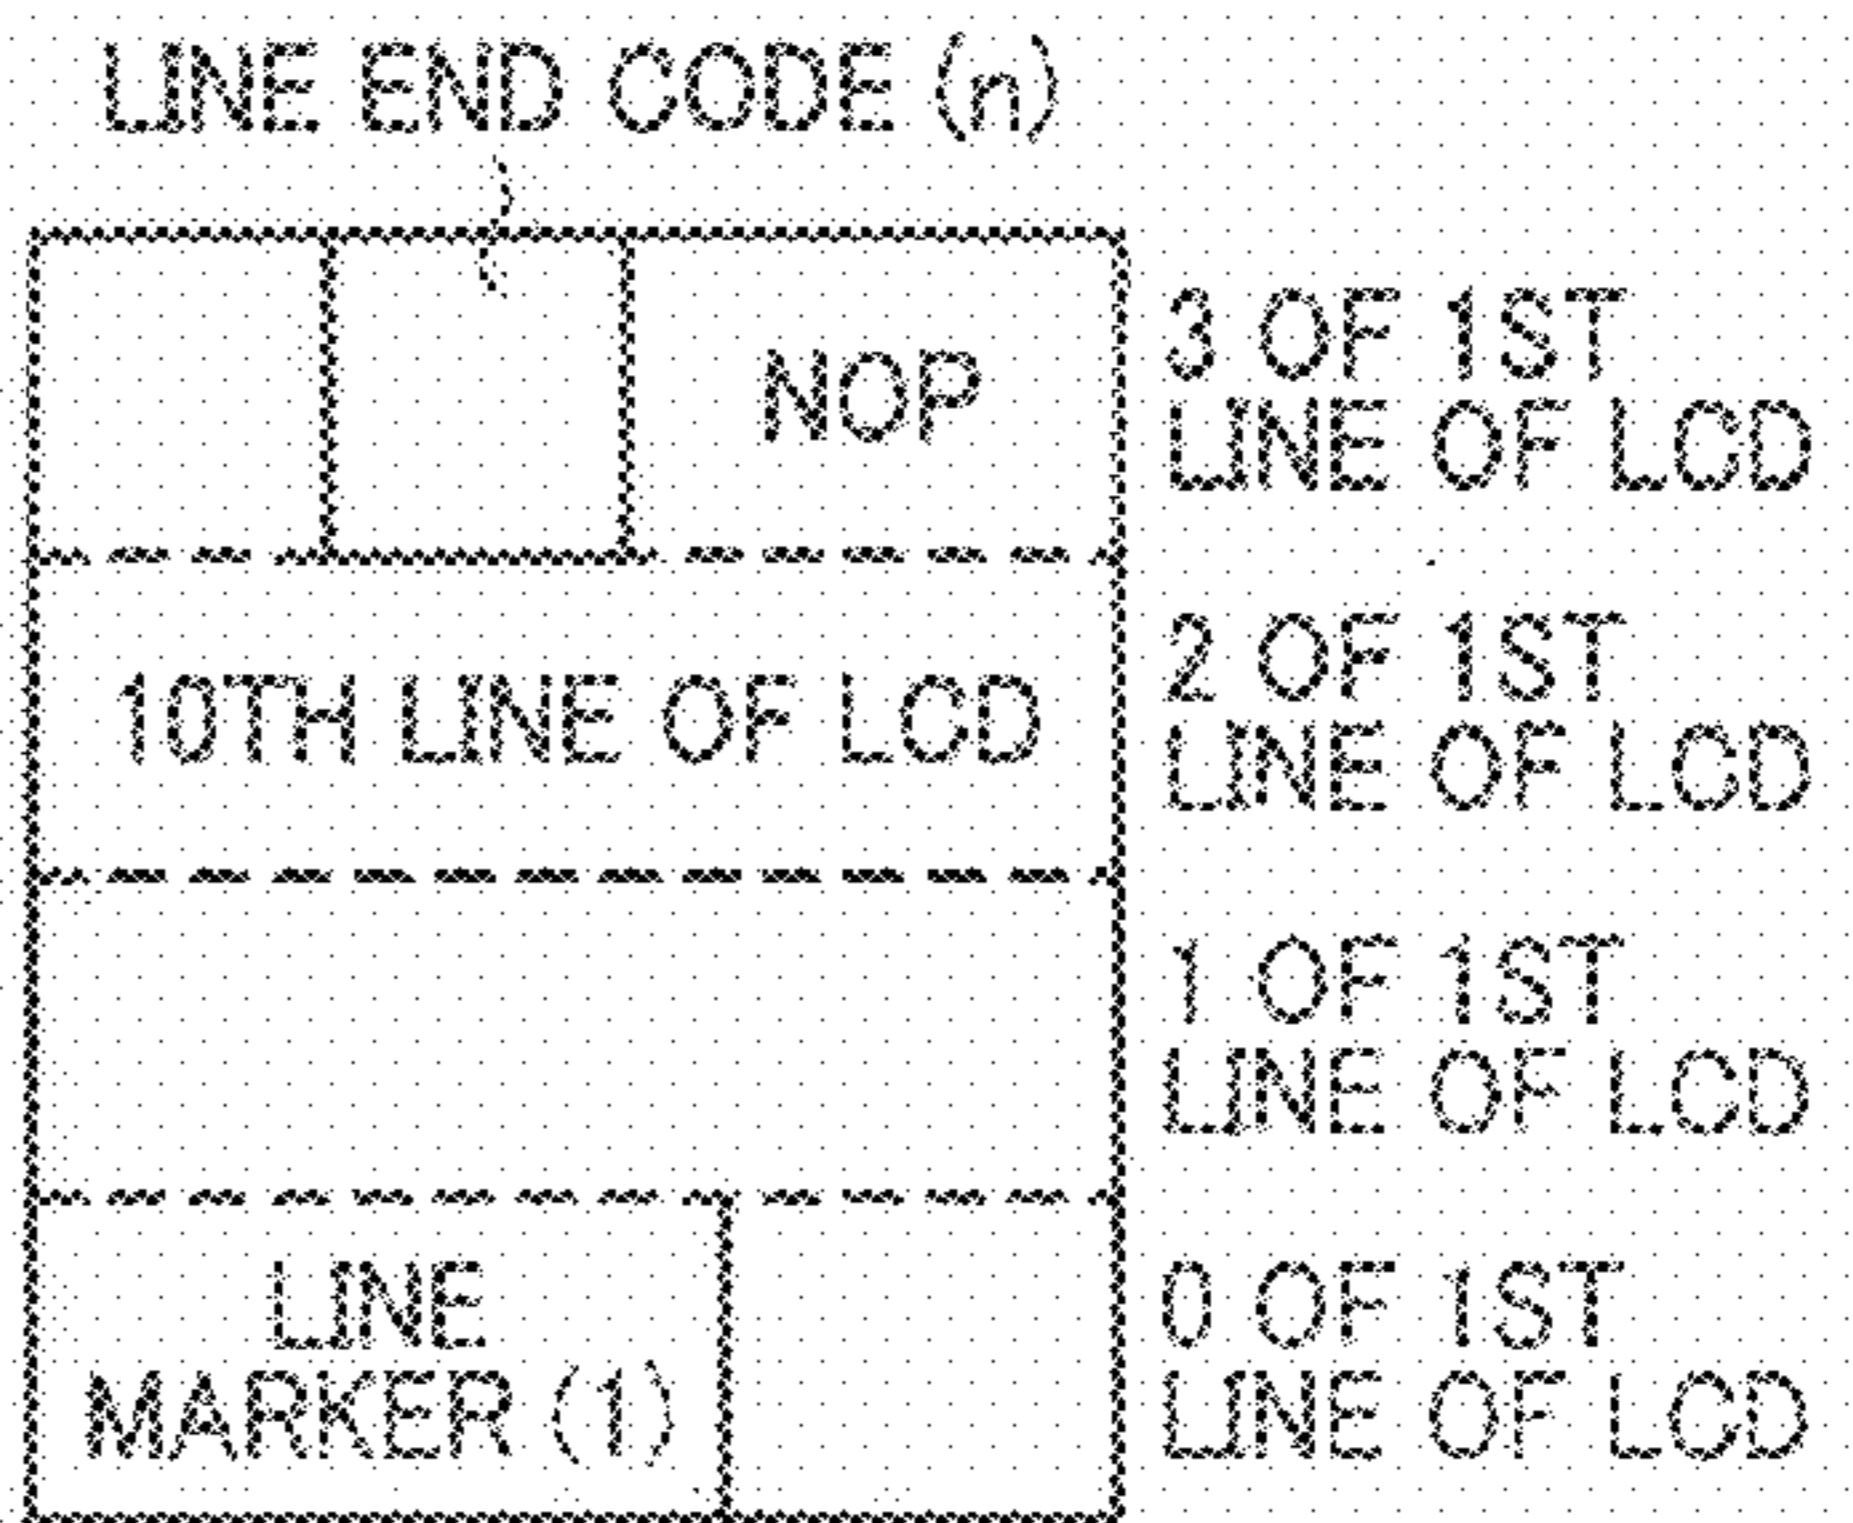 LINE END CODE (n)
NOP
3 OF 1ST
LINE OF LCD
10TH LINE OF LCD
2 OF 1ST
LINE OF LCD
1 OF 1ST
LINE OF LCD
LINE
MARKER (1)
0 OF 1ST
LINE OF LCD